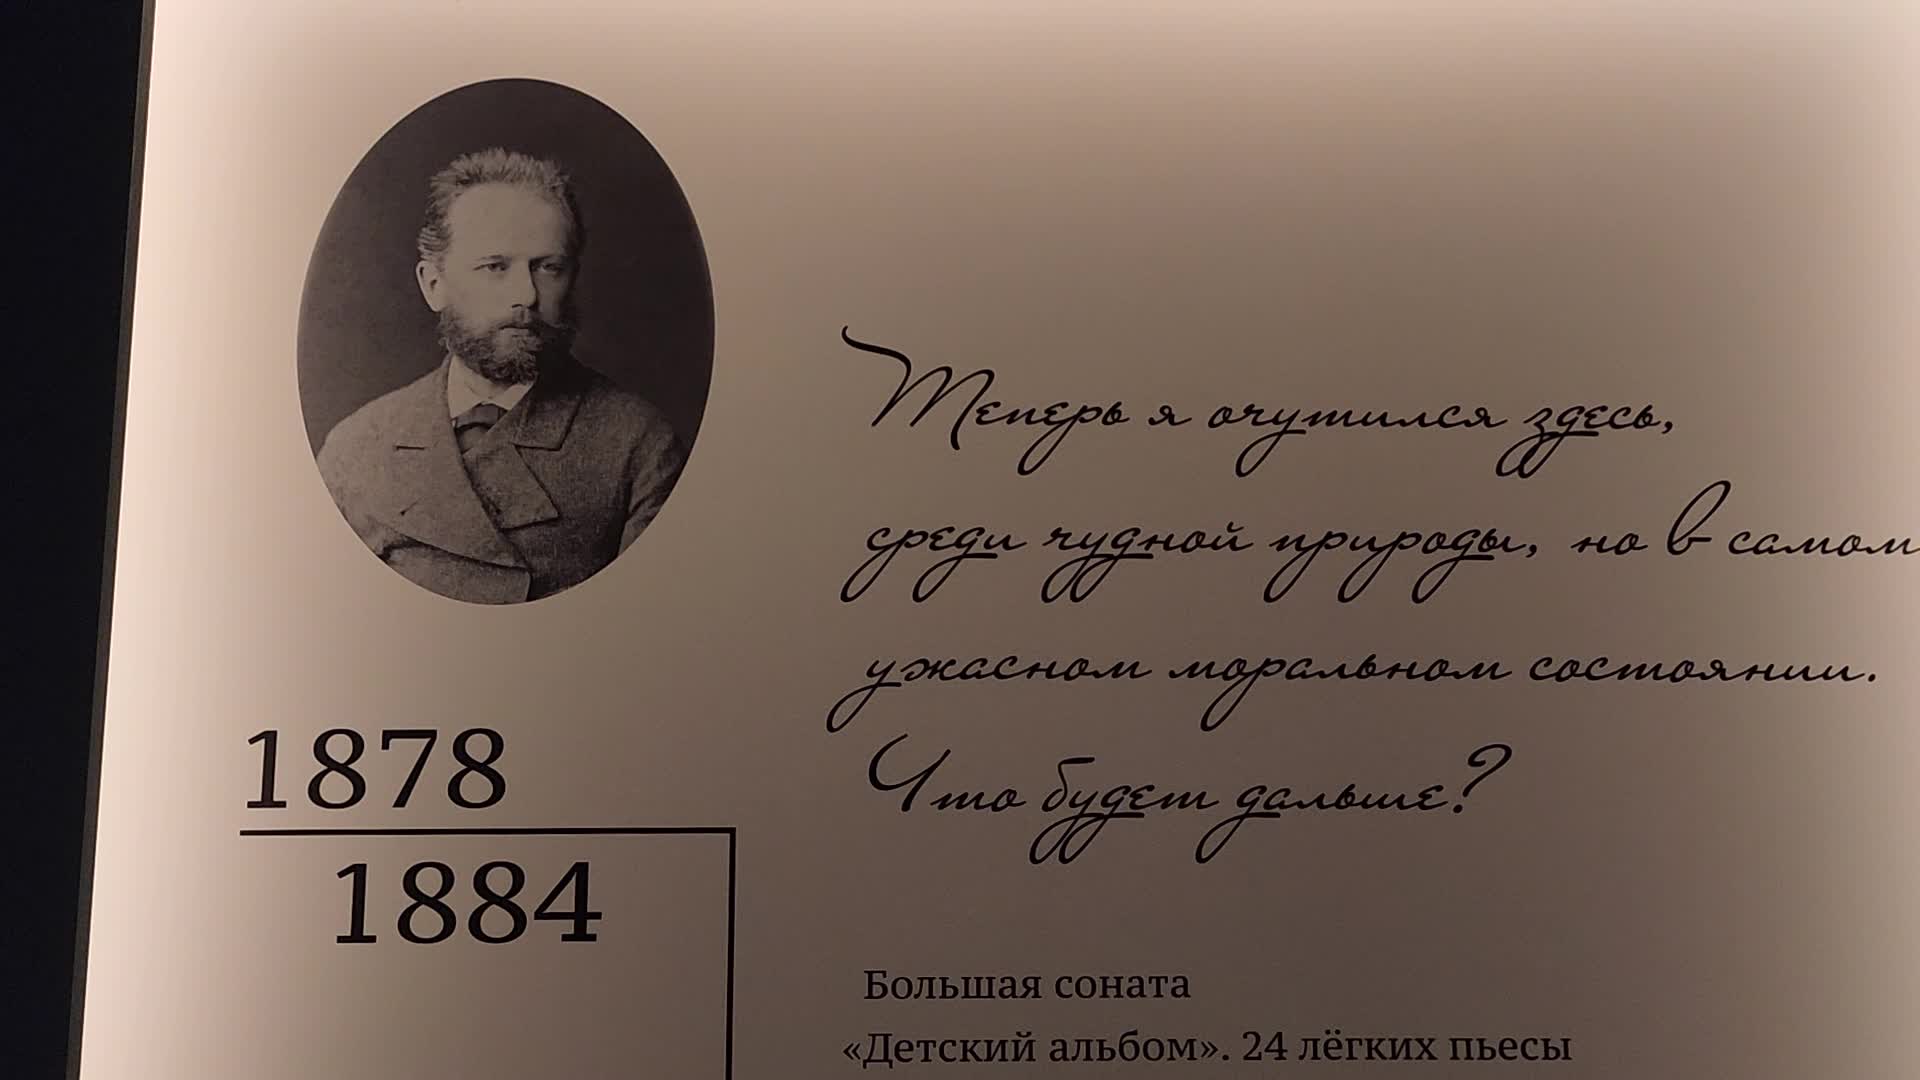 Теперь я очутился здесь,
среди чудной природы, но в самом
ужасном моральном состоянии.
Что будет дальше?
1878
1884
Большая соната
«Детский альбом». 24 лёгких пьесы